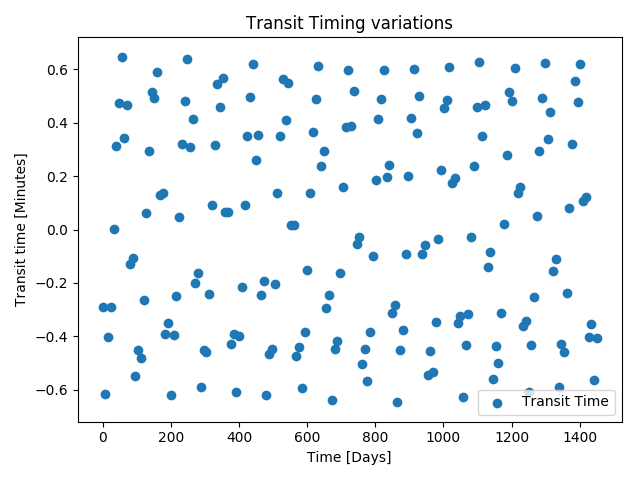 Transit Timing variations
Transit time [Minutes]
0.6
0.4
0.2
0.0
−0.2
−0.4
−0.6
Transit Time
0 200 400 600 800 1000 1200 1400
Time [Days]